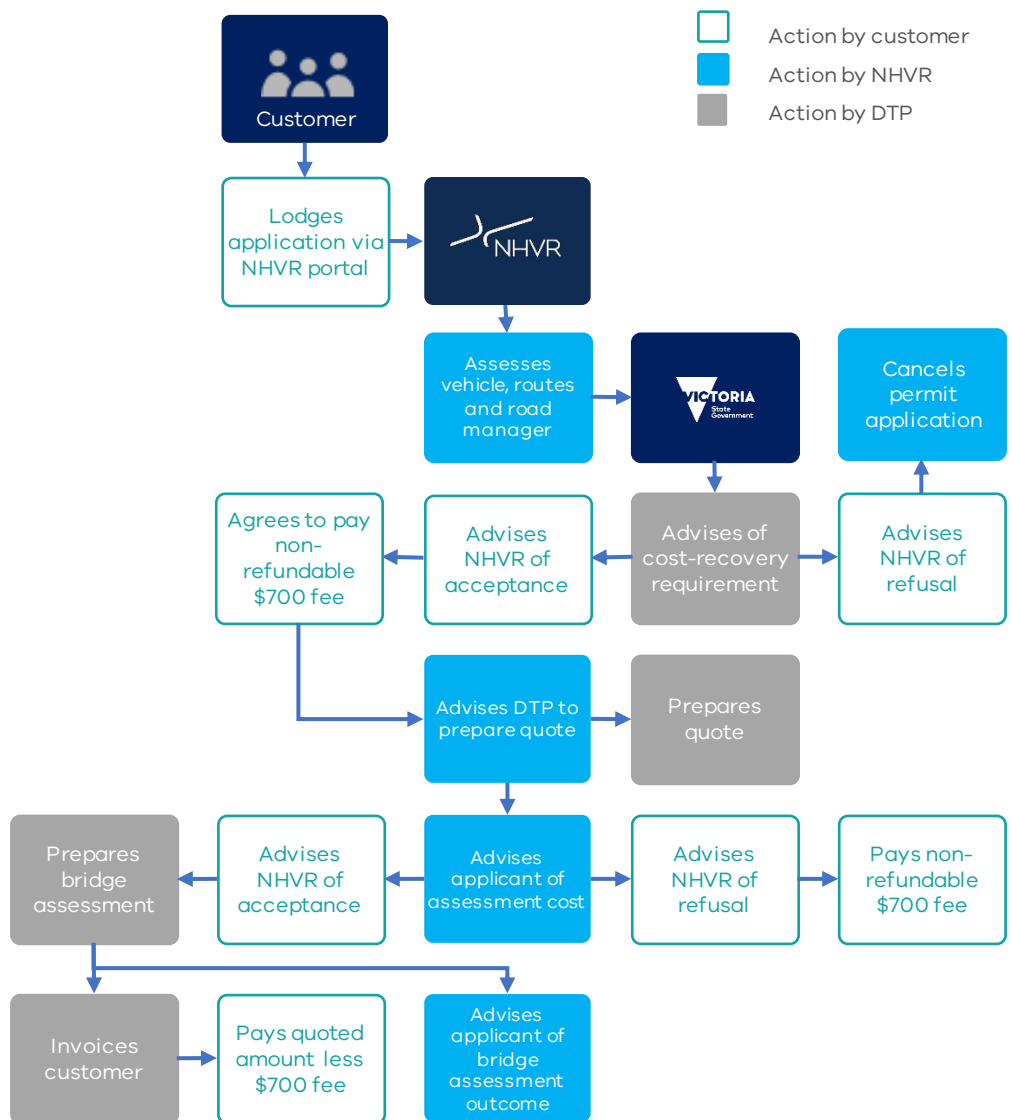 Action by customer
Action by NHVR
Action by DTP
Customer
Lodges
application via
NHVR portal
NHVR
Assesses
vehicle, routes
and road
manager
VICTORIA
State
Government
Cancels
permit
application
Agrees to pay
non-
refundable
$700 fee
Advises
NHVR of
acceptance
Advises of
cost-recovery
requirement
Advises
NHVR of
refusal
Advises DTP to
prepare quote
Prepares
quote
Prepares
bridge
assessment
Advises
NHVR of
acceptance
Advises
applicant of
assessment cost
Advises
NHVR of
refusal
Pays non-
refundable
$700 fee
Invoices
customer
Pays quoted
amount less
$700 fee
Advises
applicant of
bridge
assessment
outcome